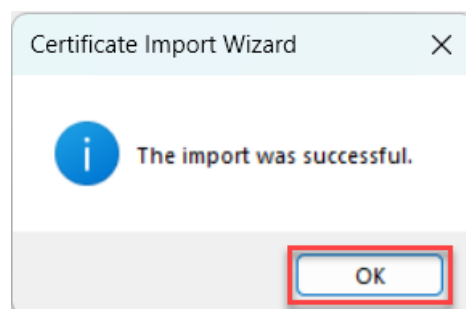 Certificate Import Wizard
The import was successful.
OK